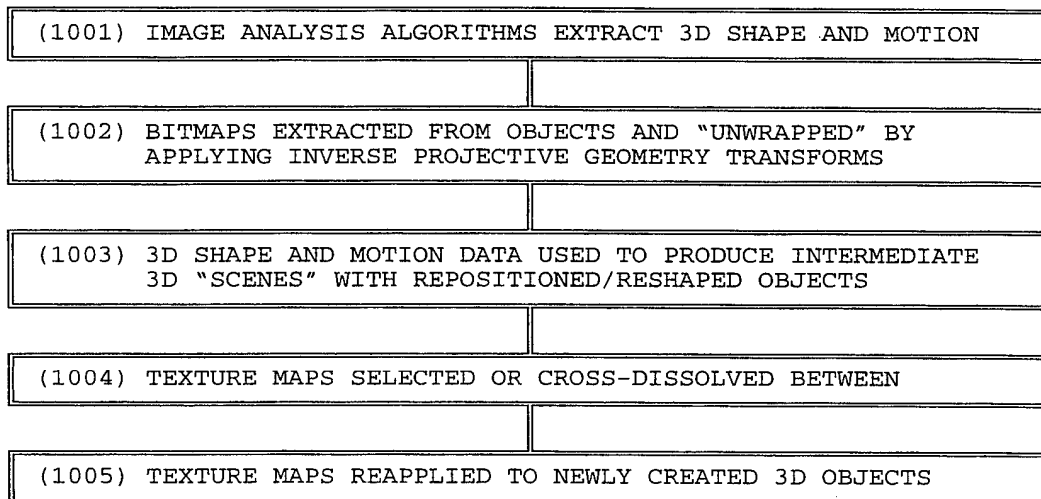 (1001) IMAGE ANALYSIS ALGORITHMS EXTRACT 3D SHAPE AND MOTION
(1002) BITMAPS EXTRACTED FROM OBJECTS AND “UNWRAPPED” BY
APPLYING INVERSE PROJECTIVE GEOMETRY TRANSFORMS
(1003) 3D SHAPE AND MOTION DATA USED TO PRODUCE INTERMEDIATE
3D “SCENES” WITH REPOSITIONED/RESHAPED OBJECTS
(1004) TEXTURE MAPS SELECTED OR CROSS-DISSOLVED BETWEEN
(1005) TEXTURE MAPS REAPPLIED TO NEWLY CREATED 3D OBJECTS